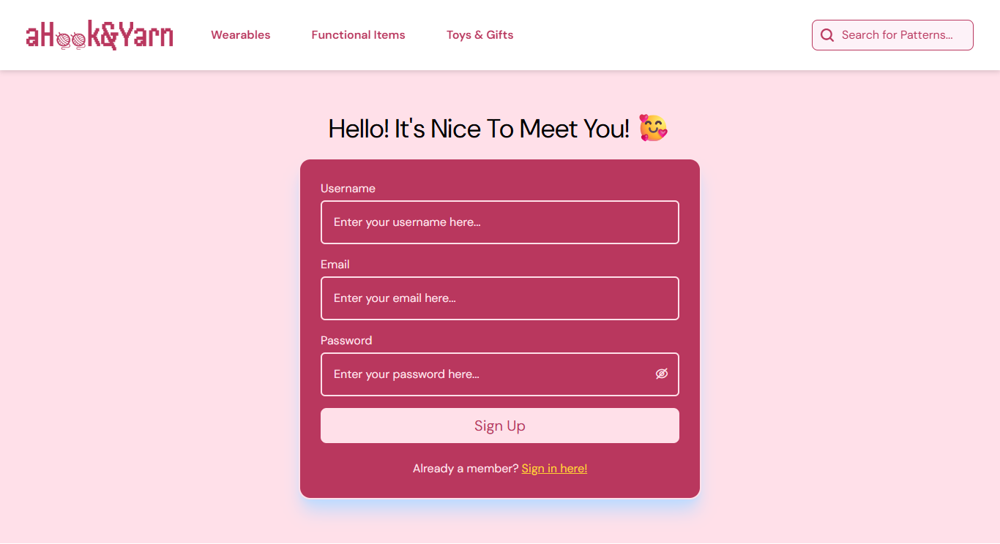 aHook&Yarn
Wearables
Functional Items
Toys & Gifts
Search for Patterns...
Hello! It's Nice To Meet You! 🥰
Username
Enter your username here...
Email
Enter your email here...
Password
Enter your password here...
Sign Up
Already a member? Sign in here!